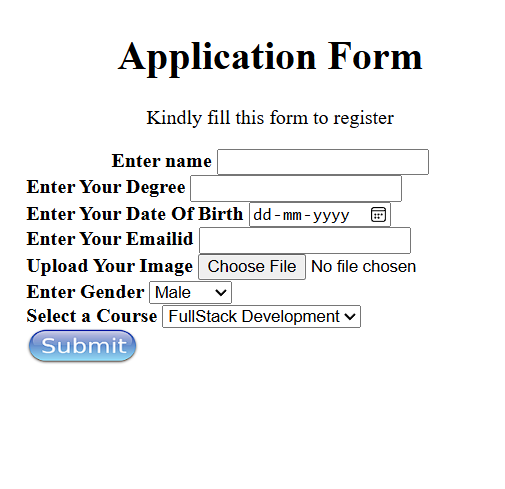 Application Form
Kindly fill this form to register
Enter name
Enter Your Degree
Enter Your Date Of Birth dd-mm-yyyy
Enter Your Emailid
Upload Your Image Choose File No file chosen
Enter Gender Male
Select a Course FullStack Development
Submit